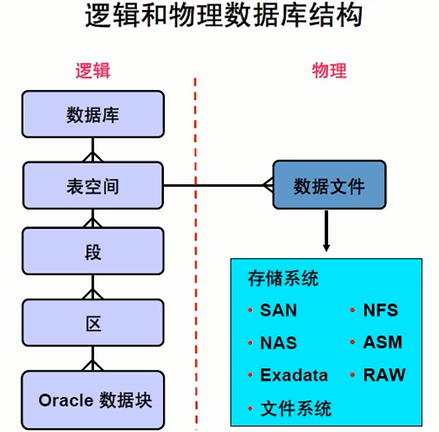 逻辑和物理数据库结构
逻辑
物理
数据库
表空间
数据文件
段
区
Oracle 数据块
存储系统
• SAN
• NFS
• NAS
• ASM
• Exadata
• RAW
• 文件系统